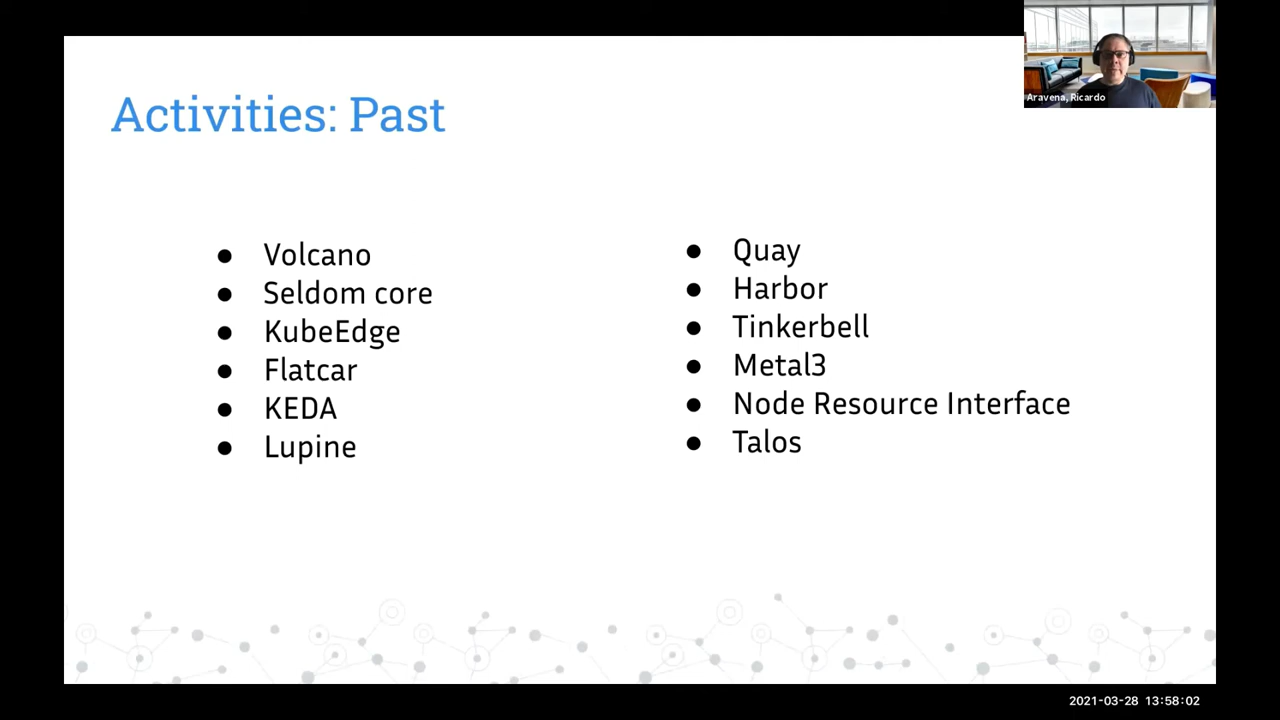 Aravena, Ricardo
Activities: Past
● Volcano
● Seldom core
● KubeEdge
● Flatcar
● KEDA
● Lupine
● Quay
● Harbor
● Tinkerbell
● Metal3
● Node Resource Interface
● Talos
2021-03-28 13:58:02